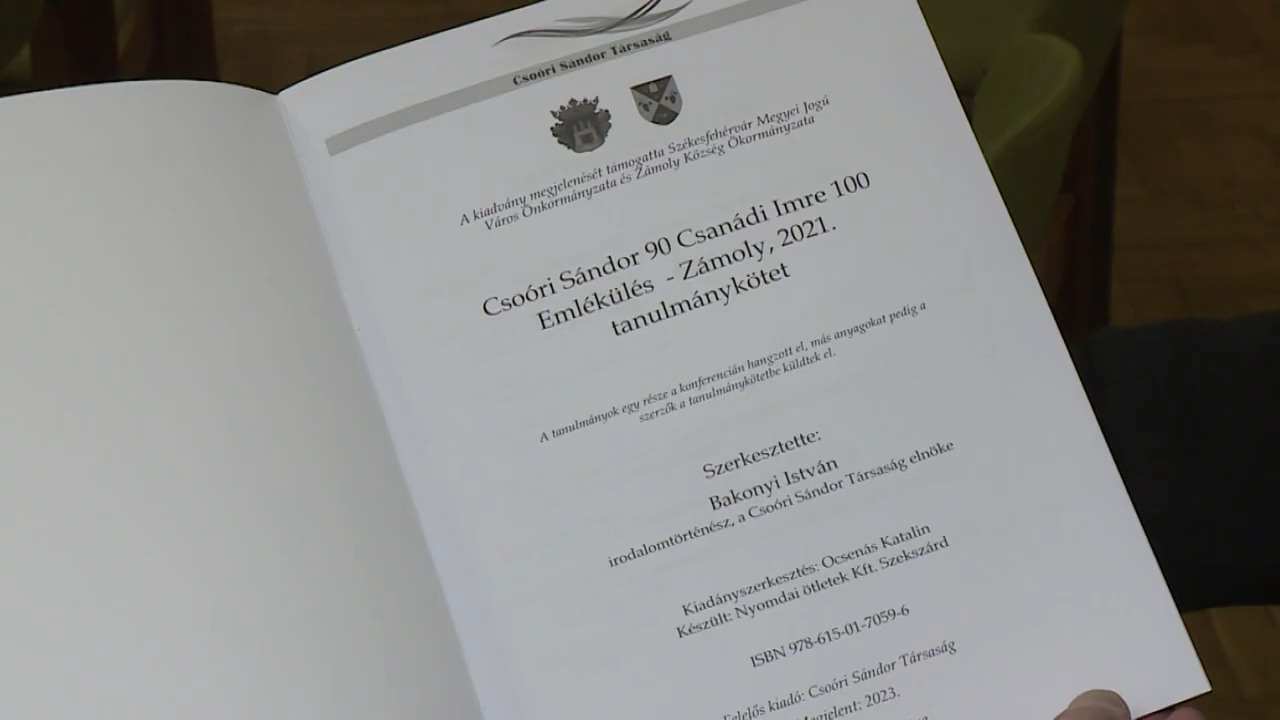 Csoóri Sándor Társaság
A kiadvány megjelenését támogatta Székesfehérvár Megyei Jogú
Város Önkormányzata és Zámoly Község Ökormányzata
Csoóri Sándor 90 Csanádi Imre 100
Emlékülés - Zámoly, 2021.
tanulmánykötet
A tanulmányok egy része a konferencián hangzott el, más anyagokat pedig a
szerzők a tanulmánykötetbe küldtek el.
Szerkesztette:
Bakonyi István
irodalomtörténész, a Csoóri Sándor Társaság elnöke
Kiadányszerkesztés: Ocsenás Katalin
Készült: Nyomdai ötletek Kft. Szekszárd
ISBN 978-615-01-7059-6
Felelős kiadó: Csoóri Sándor Társaság
Megjelent: 2023.